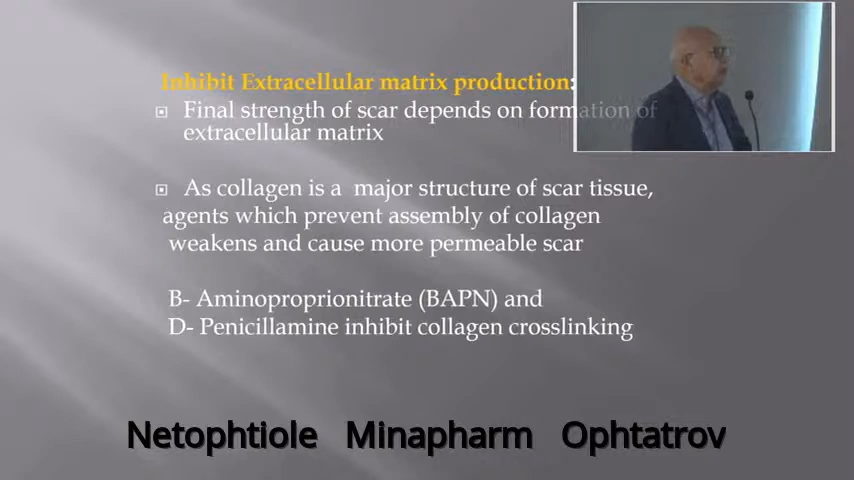 Inhibit Extracellular matrix production:
Final strength of scar depends on formation of
extracellular matrix
As collagen is a major structure of scar tissue,
agents which prevent assembly of collagen
weakens and cause more permeable scar
B- Aminoproprionitrate (BAPN) and
D- Penicillamine inhibit collagen crosslinking
Netophtiole Minapharm Ophtatrov